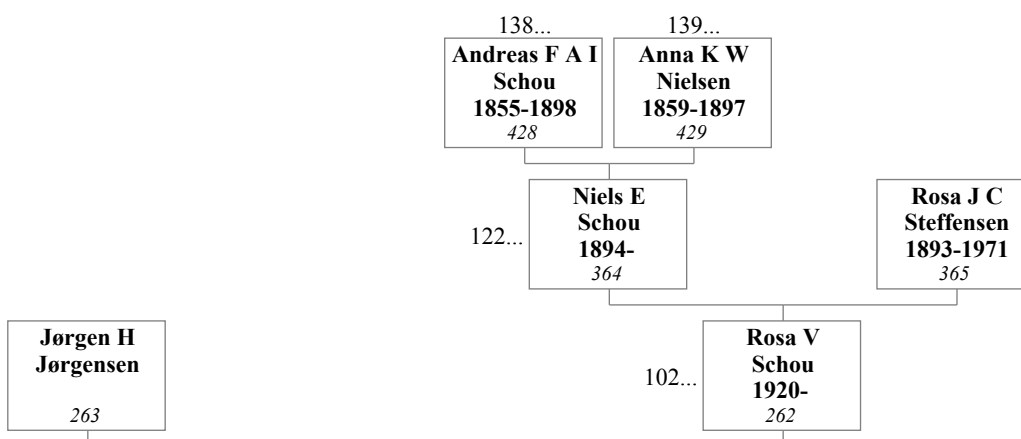 138...
139...
Andreas F A I
Schou
1855-1898
428
Anna K W
Nielsen
1859-1897
429
122...
Niels E
Schou
1894-
364
Rosa J C
Steffensen
1893-1971
365
Jørgen H
Jørgensen
263
102...
Rosa V
Schou
1920-
262